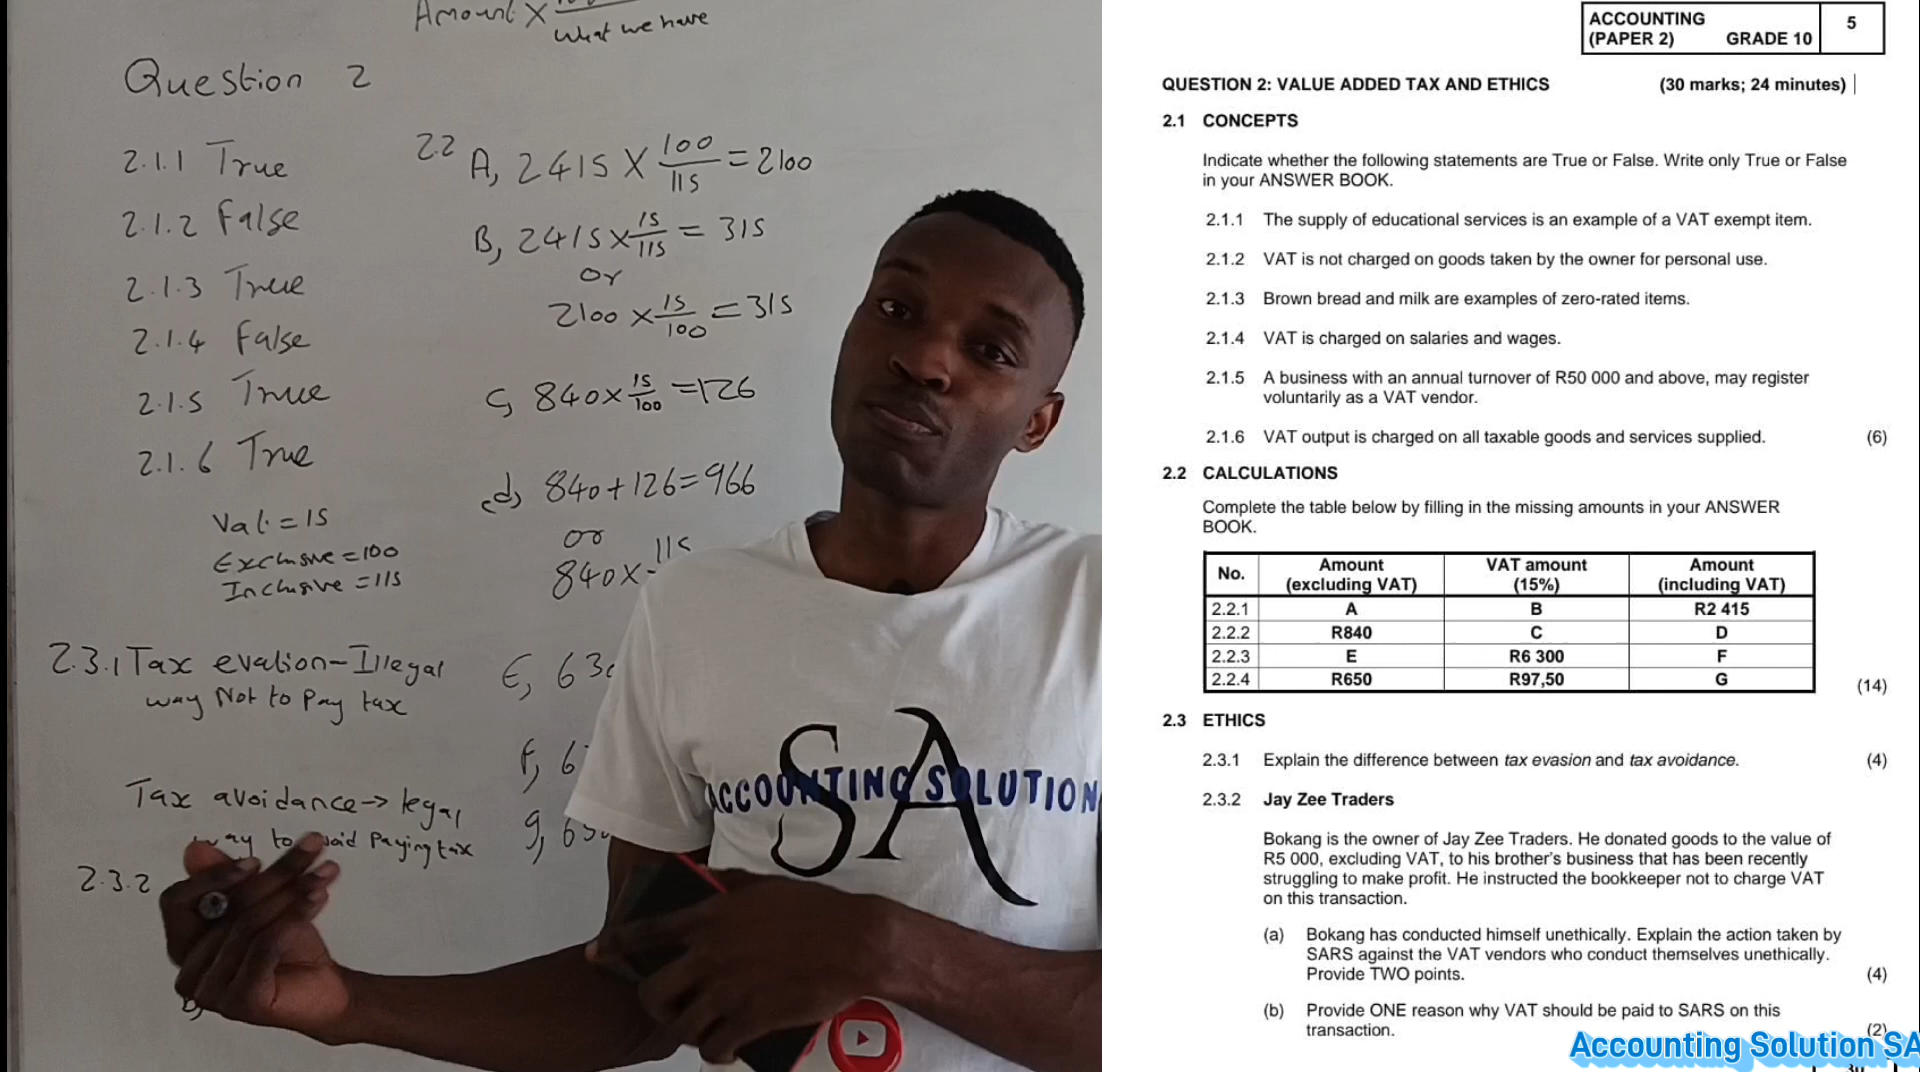 Amount X
What we have
Question 2
2.1.1 True
2.1.2 False
2.1.3 True
2.1.4 False
2.1.5 True
2.1.6 True
Vat = 15
Exclusive = 100
Inclusive = 115
2.3.1 Tax evation - Illegal
way Not to Pay tax
Tax avoidance → legal
way to avoid Paying tax
2.3.2
2.2 A, 2415 X 100/115 = 2100
B, 2415 x 15/115 = 315
or
2100 x 15/100 = 315
C, 840 x 15/100 = 126
d, 840 + 126 = 966
or
840 x 115
E, 630
F, 6
g, 650
SA
ACCOUNTING SOLUTION
ACCOUNTING
(PAPER 2) GRADE 10
5
QUESTION 2: VALUE ADDED TAX AND ETHICS (30 marks; 24 minutes)
2.1 CONCEPTS
Indicate whether the following statements are True or False. Write only True or False
in your ANSWER BOOK.
2.1.1 The supply of educational services is an example of a VAT exempt item.
2.1.2 VAT is not charged on goods taken by the owner for personal use.
2.1.3 Brown bread and milk are examples of zero-rated items.
2.1.4 VAT is charged on salaries and wages.
2.1.5 A business with an annual turnover of R50 000 and above, may register
voluntarily as a VAT vendor.
2.1.6 VAT output is charged on all taxable goods and services supplied. (6)
2.2 CALCULATIONS
Complete the table below by filling in the missing amounts in your ANSWER
BOOK.
No. Amount (excluding VAT) VAT amount (15%) Amount (including VAT)
2.2.1 A B R2 415
2.2.2 R840 C D
2.2.3 E R6 300 F
2.2.4 R650 R97,50 G
(14)
2.3 ETHICS
2.3.1 Explain the difference between tax evasion and tax avoidance. (4)
2.3.2 Jay Zee Traders
Bokang is the owner of Jay Zee Traders. He donated goods to the value of
R5 000, excluding VAT, to his brother's business that has been recently
struggling to make profit. He instructed the bookkeeper not to charge VAT
on this transaction.
(a) Bokang has conducted himself unethically. Explain the action taken by
SARS against the VAT vendors who conduct themselves unethically.
Provide TWO points. (4)
(b) Provide ONE reason why VAT should be paid to SARS on this
transaction. (2)
Accounting Solution SA
30